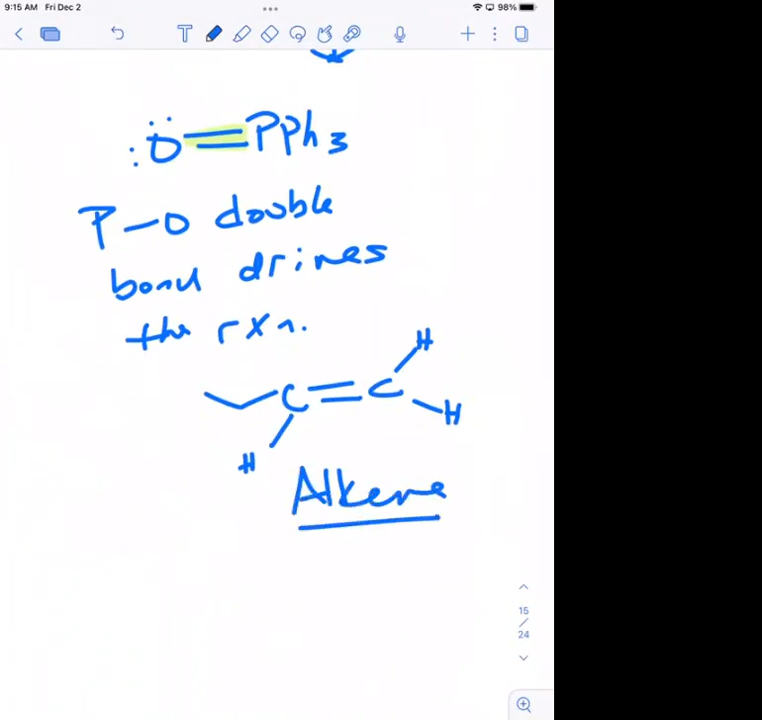 9:15 AM Fri Dec 2
98%
:Ö=PPh3
P-O double
bond drives
the rxn.
H
C=C
H
H
Alkene
15
/
24